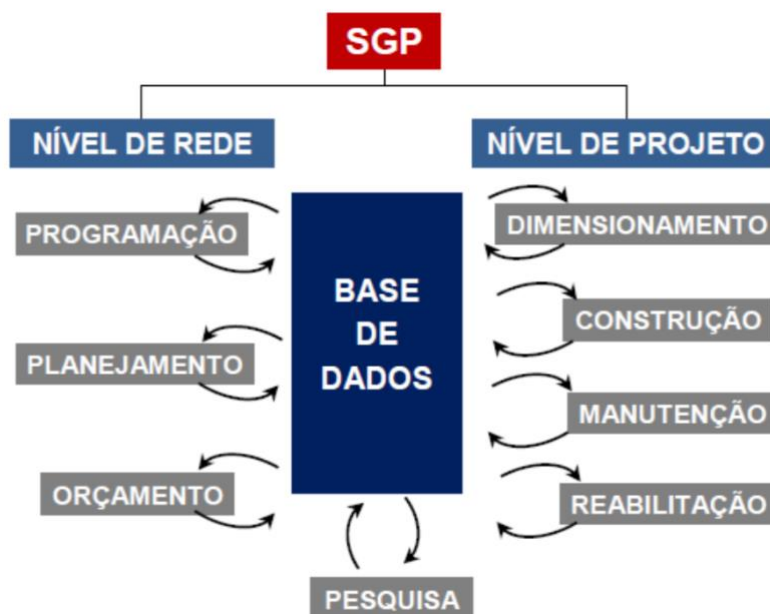 SGP
NÍVEL DE REDE
NÍVEL DE PROJETO
PROGRAMAÇÃO
PLANEJAMENTO
ORÇAMENTO
BASE
DE
DADOS
DIMENSIONAMENTO
CONSTRUÇÃO
MANUTENÇÃO
REABILITAÇÃO
PESQUISA